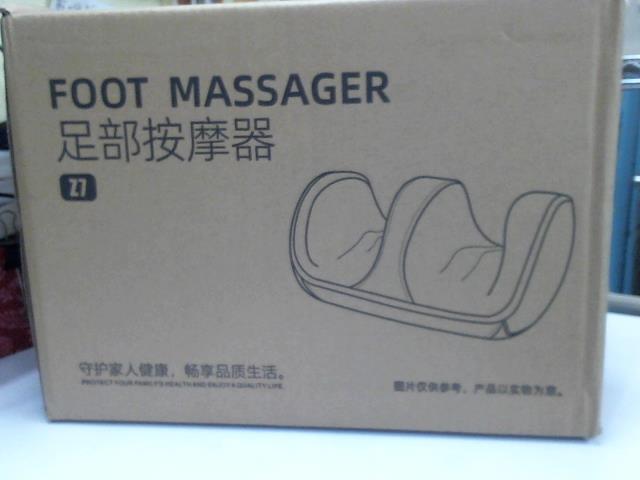 FOOT MASSAGER
足部按摩器
Z7
守护家人健康，畅享品质生活。
PROTECT YOUR FAMILY'S HEALTH AND ENJOY A QUALITY LIFE
图片仅供参考，产品以实物为准。